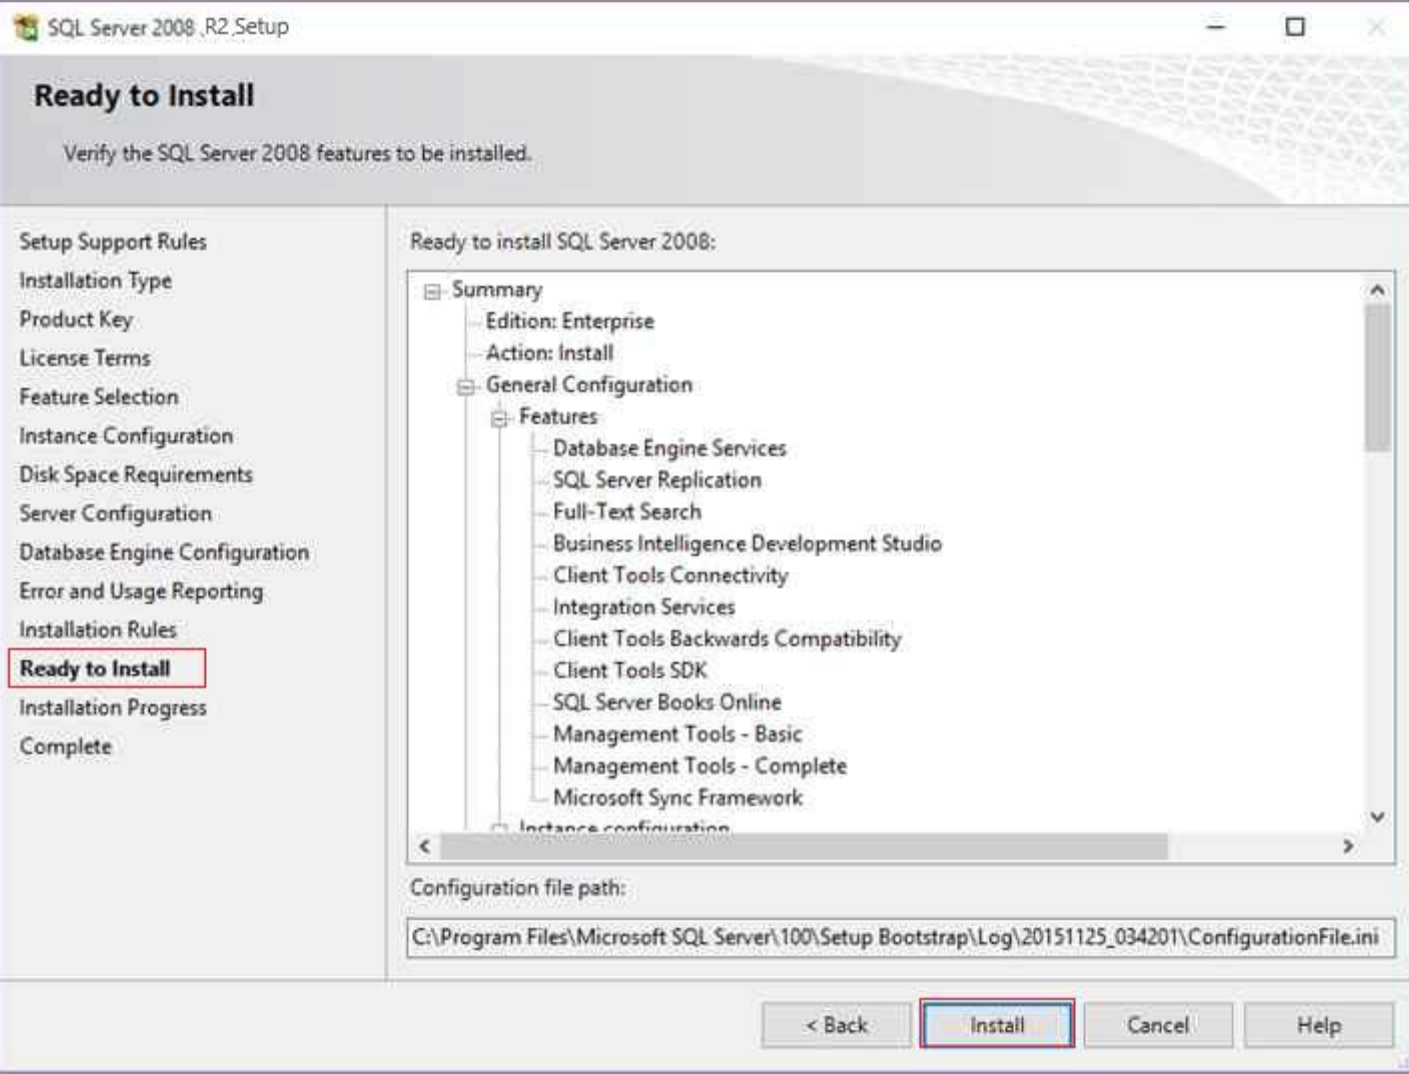 SQL Server 2008 ,R2 ,Setup
Ready to Install
Verify the SQL Server 2008 features to be installed.
Setup Support Rules
Installation Type
Product Key
License Terms
Feature Selection
Instance Configuration
Disk Space Requirements
Server Configuration
Database Engine Configuration
Error and Usage Reporting
Installation Rules
Ready to Install
Installation Progress
Complete
Ready to install SQL Server 2008:
Summary
Edition: Enterprise
Action: Install
General Configuration
Features
Database Engine Services
SQL Server Replication
Full-Text Search
Business Intelligence Development Studio
Client Tools Connectivity
Integration Services
Client Tools Backwards Compatibility
Client Tools SDK
SQL Server Books Online
Management Tools - Basic
Management Tools - Complete
Microsoft Sync Framework
Instance configuration
Configuration file path:
C:\Program Files\Microsoft SQL Server\100\Setup Bootstrap\Log\20151125_034201\ConfigurationFile.ini
< Back
Install
Cancel
Help